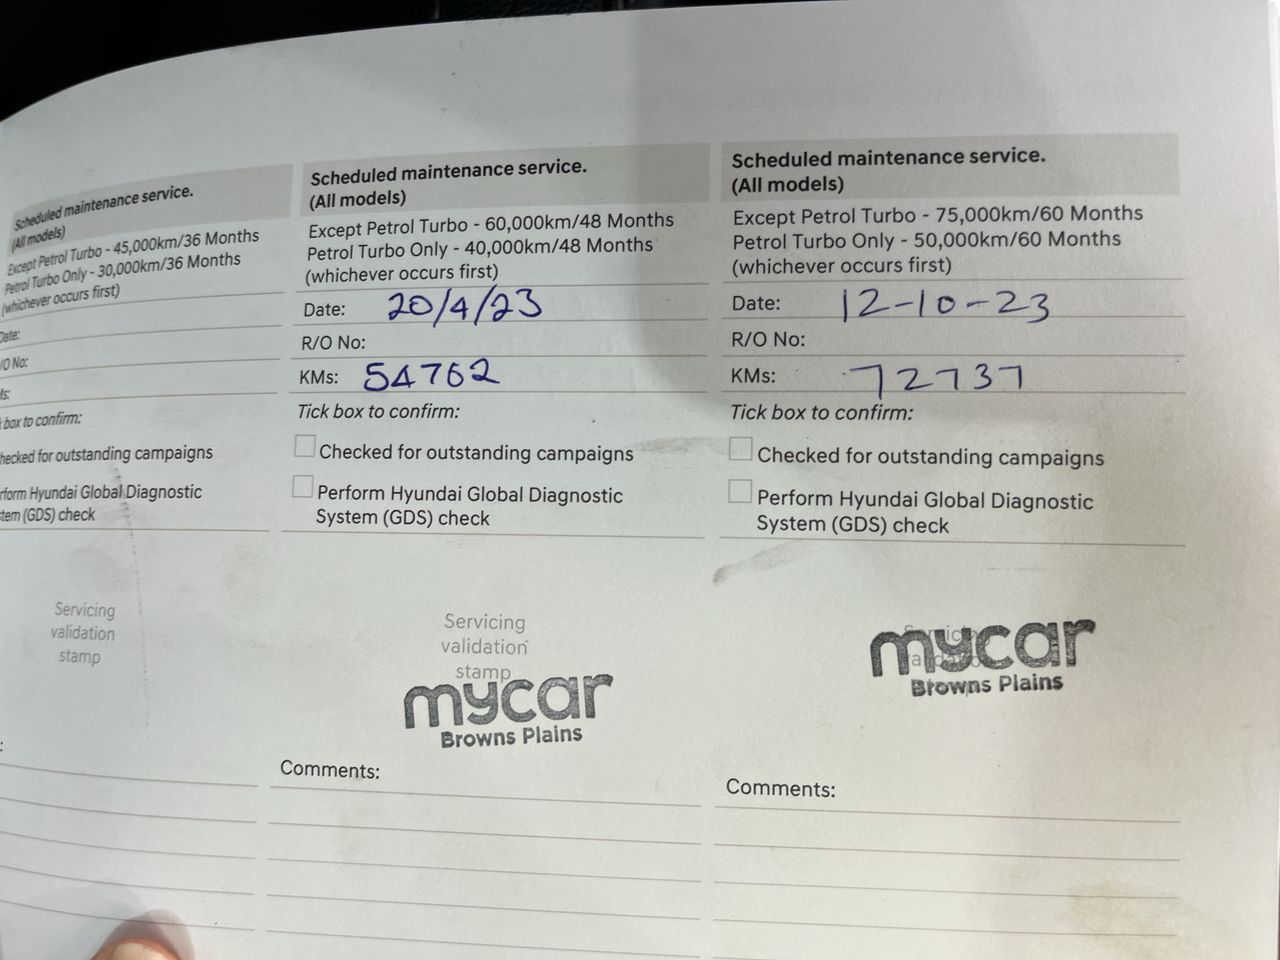 Scheduled maintenance service.
(All models)
Except Petrol Turbo - 45,000km/36 Months
Petrol Turbo Only - 30,000km/36 Months
(whichever occurs first)
Date:
/O No:
Ms:
box to confirm:
hecked for outstanding campaigns
rform Hyundai Global Diagnostic
stem (GDS) check
Servicing
validation
stamp
:
Scheduled maintenance service.
(All models)
Except Petrol Turbo - 60,000km/48 Months
Petrol Turbo Only - 40,000km/48 Months
(whichever occurs first)
Date: 20/4/23
R/O No:
KMs: 54762
Tick box to confirm:
Checked for outstanding campaigns
Perform Hyundai Global Diagnostic
System (GDS) check
Servicing
validation
stamp
mycar
Browns Plains
Comments:
Scheduled maintenance service.
(All models)
Except Petrol Turbo - 75,000km/60 Months
Petrol Turbo Only - 50,000km/60 Months
(whichever occurs first)
Date: 12-10-23
R/O No:
KMs: 72737
Tick box to confirm:
Checked for outstanding campaigns
Perform Hyundai Global Diagnostic
System (GDS) check
mycar
Browns Plains
Comments: